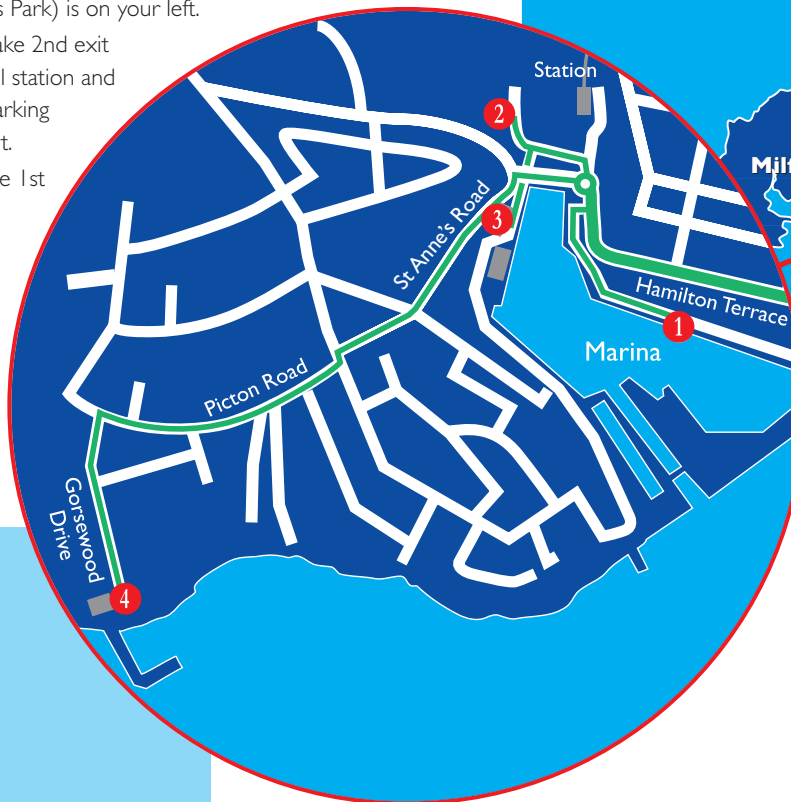 s Park) is on your left.
ake 2nd exit
l station and
arking
t.
e 1st
Station
2
Milf
St Anne's Road
3
Hamilton Terrace
1
Marina
Picton Road
Gorsewood
Drive
4